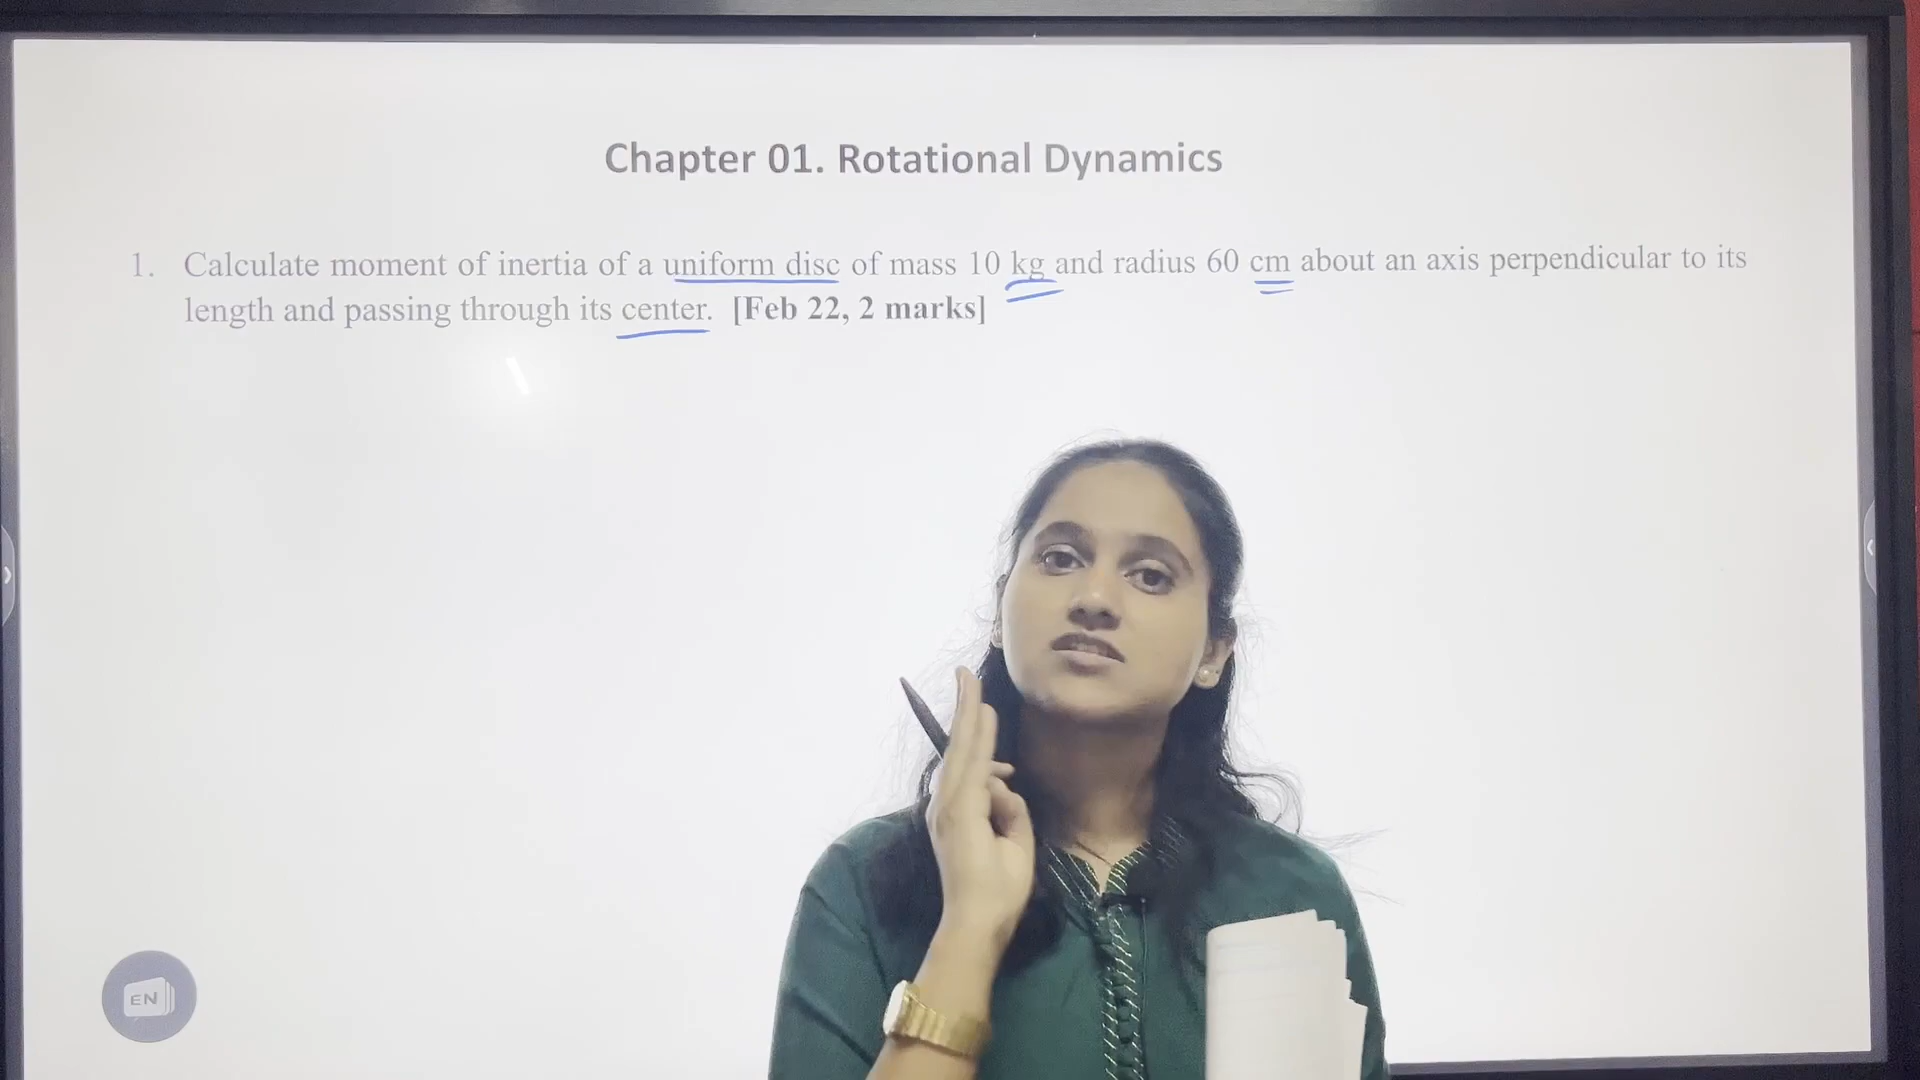 Chapter 01. Rotational Dynamics
1. Calculate moment of inertia of a uniform disc of mass 10 kg and radius 60 cm about an axis perpendicular to its
length and passing through its center. [Feb 22, 2 marks]
EN